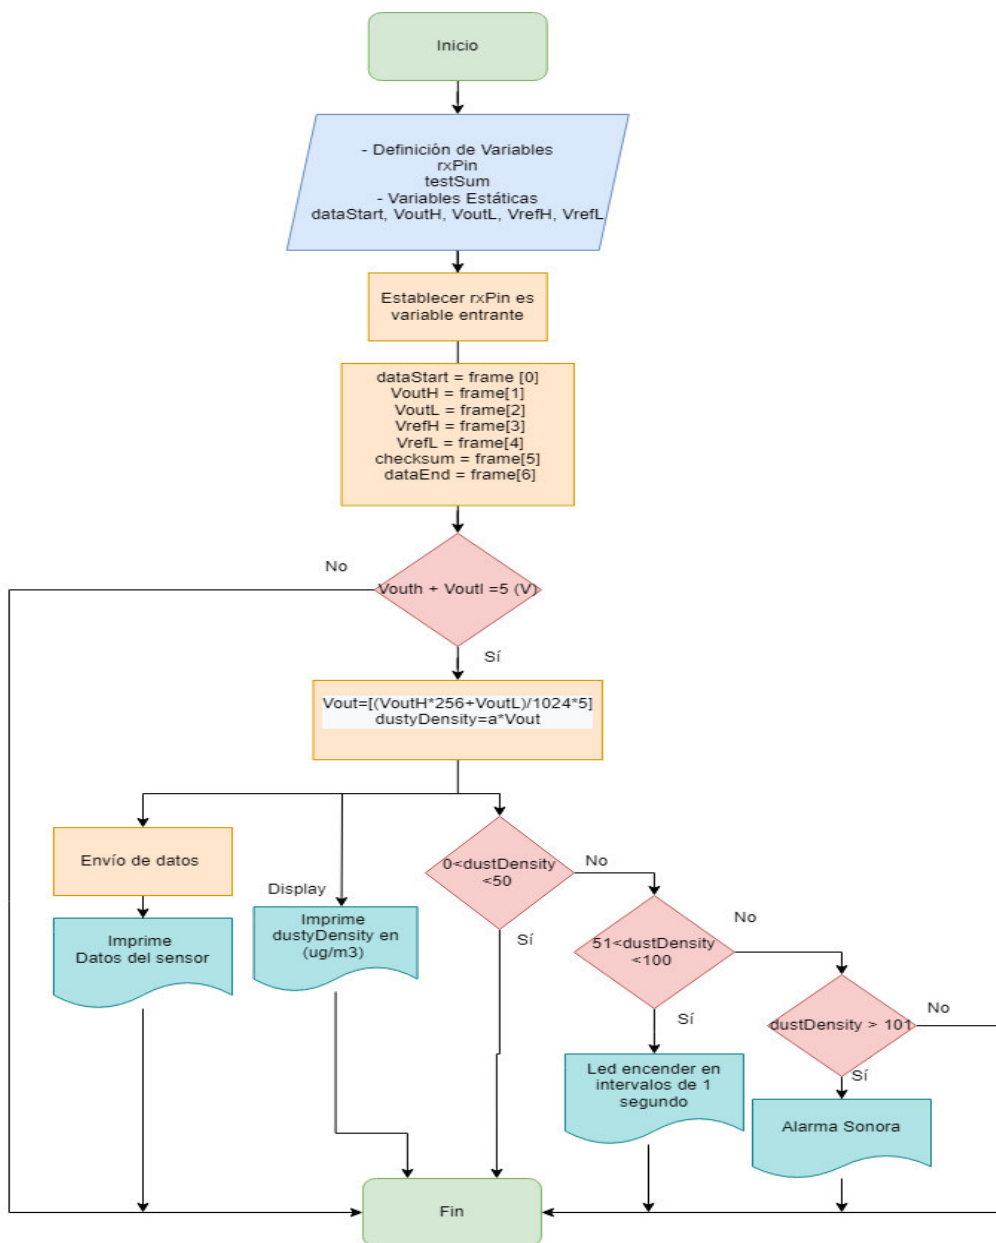 Inicio
- Definición de Variables
rxPin
testSum
- Variables Estáticas
dataStart, VoutH, VoutL, VrefH, VrefL
Establecer rxPin es
variable entrante
dataStart = frame [0]
VoutH = frame[1]
VoutL = frame[2]
VrefH = frame[3]
VrefL = frame[4]
checksum = frame[5]
dataEnd = frame[6]
No
Vouth + Voutl =5 (V)
Sí
Vout=[(VoutH*256+VoutL)/1024*5]
dustyDensity=a*Vout
Envío de datos
Imprime
Datos del sensor
Display
Imprime
dustyDensity en
(ug/m3)
0<dustDensity
<50
No
Sí
51<dustDensity
<100
No
Sí
Led encender en
intervalos de 1
segundo
dustDensity > 101
No
Sí
Alarma Sonora
Fin